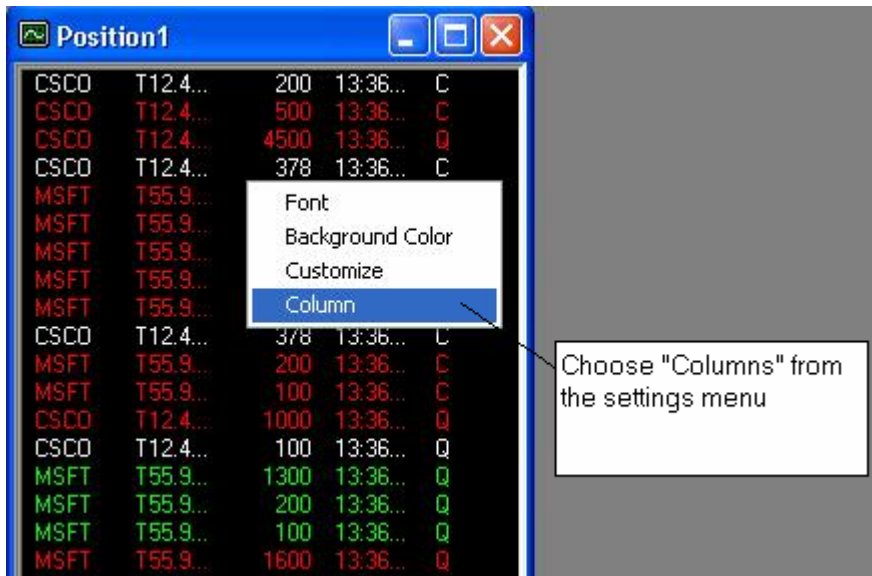 Position1
CSCO T12.4... 200 13:36... C
CSCO T12.4... 500 13:36... C
CSCO T12.4... 4500 13:36... Q
CSCO T12.4... 378 13:36... C
MSFT T55.9...
MSFT T55.9...
MSFT T55.9...
MSFT T55.9...
MSFT T55.9...
Font
Background Color
Customize
Column
CSCO T12.4... 378 13:36... C
MSFT T55.9... 200 13:36... C
MSFT T55.9... 100 13:36... C
CSCO T12.4... 1000 13:36... Q
CSCO T12.4... 100 13:36... Q
MSFT T55.9... 1300 13:36... Q
MSFT T55.9... 200 13:36... Q
MSFT T55.9... 100 13:36... Q
MSFT T55.9... 1600 13:36... Q
Choose "Columns" from
the settings menu